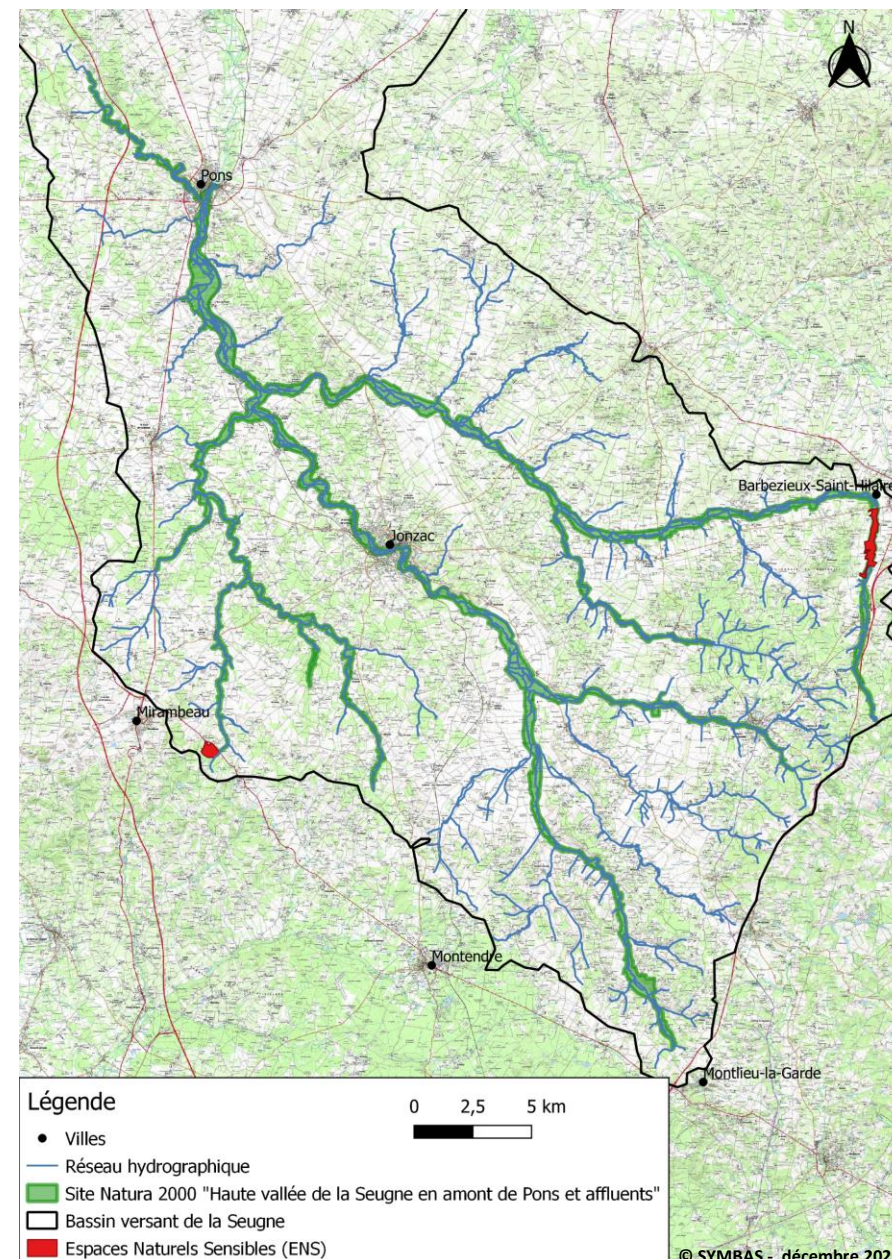 N
Pons
Barbezieux-Saint-Hilaire
Jonzac
Mirambeau
Montendre
Montlieu-la-Garde
Légende
0 2,5 5 km
Villes
Réseau hydrographique
Site Natura 2000 "Haute vallée de la Seugne en amont de Pons et affluents"
Bassin versant de la Seugne
Espaces Naturels Sensibles (ENS)
© SYMBAS - décembre 202